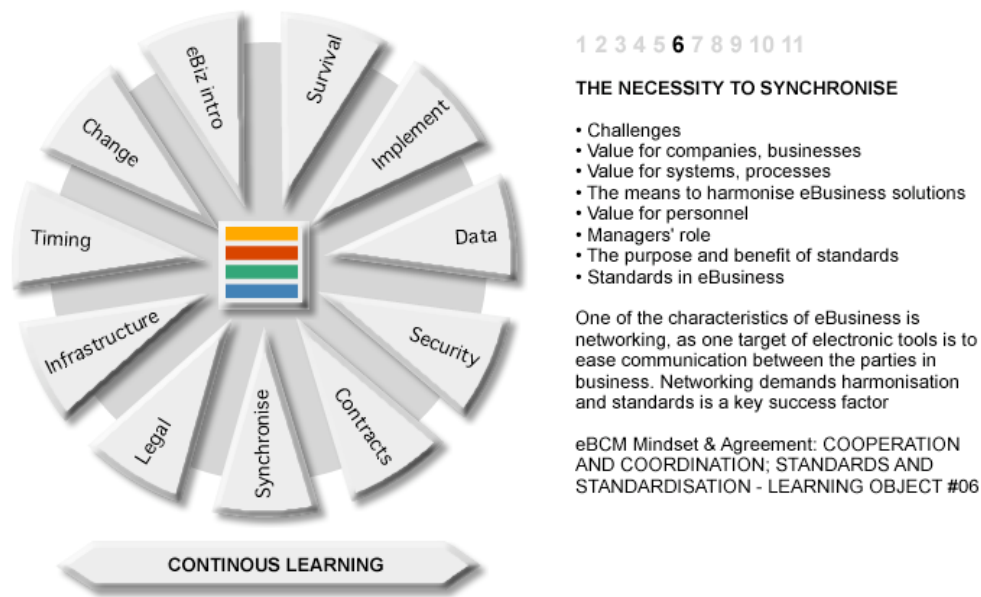 eBiz intro
Survival
Implement
Data
Security
Contracts
Synchronise
Legal
Infrastructure
Timing
Change
CONTINOUS LEARNING
1 2 3 4 5 6 7 8 9 10 11
THE NECESSITY TO SYNCHRONISE
• Challenges
• Value for companies, businesses
• Value for systems, processes
• The means to harmonise eBusiness solutions
• Value for personnel
• Managers' role
• The purpose and benefit of standards
• Standards in eBusiness
One of the characteristics of eBusiness is
networking, as one target of electronic tools is to
ease communication between the parties in
business. Networking demands harmonisation
and standards is a key success factor
eBCM Mindset & Agreement: COOPERATION
AND COORDINATION; STANDARDS AND
STANDARDISATION - LEARNING OBJECT #06